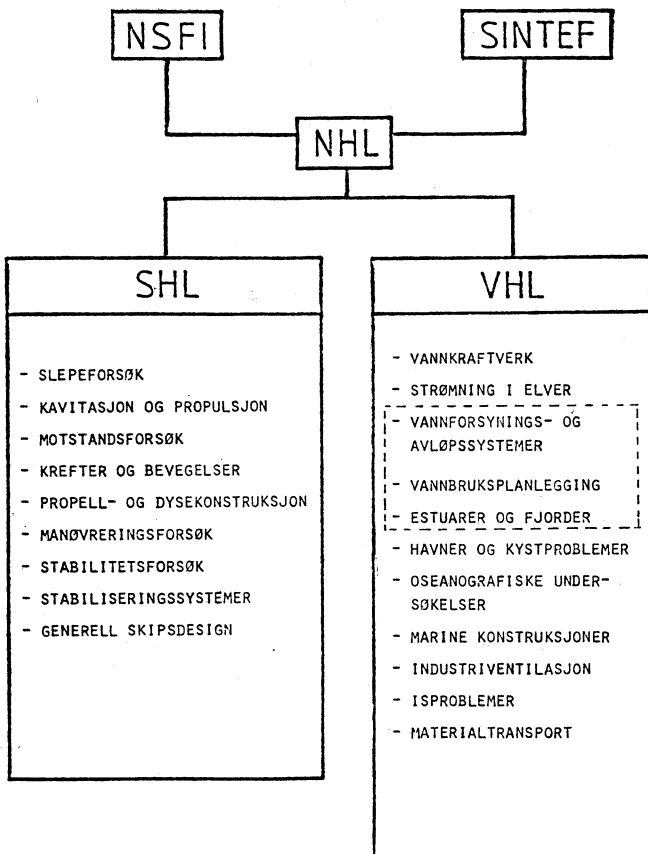 NSFI
SINTEF
NHL
SHL
- SLEPEFORSØK
- KAVITASJON OG PROPULSJON
- MOTSTANDSFORSØK
- KREFTER OG BEVEGELSER
- PROPELL- OG DYSEKONSTRUKSJON
- MANØVRERINGSFORSØK
- STABILITETSFORSØK
- STABILISERINGSSYSTEMER
- GENERELL SKIPSDESIGN
VHL
- VANNKRAFTVERK
- STRØMNING I ELVER
- VANNFORSYNINGS- OG
AVLØPSSYSTEMER
- VANNBRUKSPLANLEGGING
- ESTUARER OG FJORDER
- HAVNER OG KYSTPROBLEMER
- OSEANOGRAFISKE UNDER-
SØKELSER
- MARINE KONSTRUKSJONER
- INDUSTRIVENTILASJON
- ISPROBLEMER
- MATERIALTRANSPORT